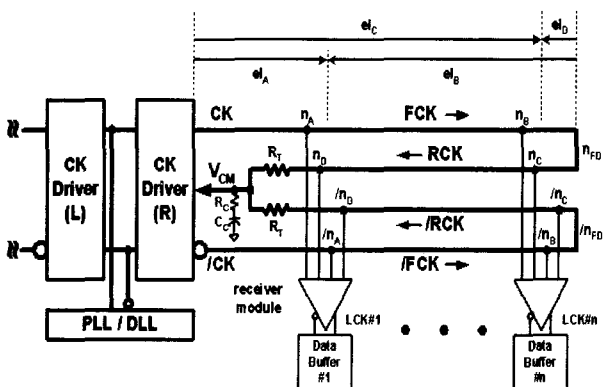 el_C
el_D
el_A
el_B
CK
n_A
FCK →
n_B
n_FD
CK
Driver
(L)
CK
Driver
(R)
V_CM
R_T
n_D
← RCK
n_C
R_C
C_C
R_T
/n_D
← /RCK
/n_C
/n_A
/n_B
/n_FD
/CK
/FCK →
PLL / DLL
receiver
module
LCK#1
LCK#n
Data
Buffer
#1
Data
Buffer
#n